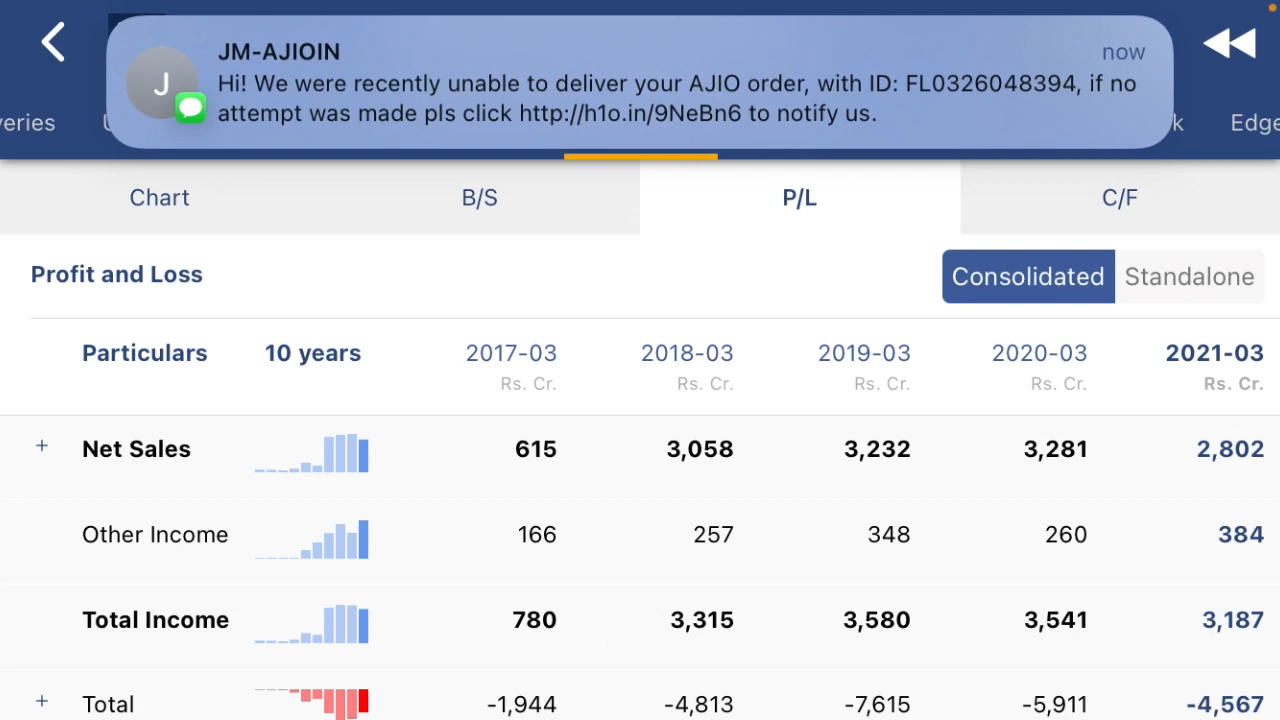 JM-AJIOIN
now
J
Hi! We were recently unable to deliver your AJIO order, with ID: FL0326048394, if no
attempt was made pls click http://h1o.in/9NeBn6 to notify us.
veries
k
Edge
Chart B/S P/L C/F
Profit and Loss
Consolidated Standalone
Particulars 10 years 2017-03 2018-03 2019-03 2020-03 2021-03
Rs. Cr. Rs. Cr. Rs. Cr. Rs. Cr. Rs. Cr.
+ Net Sales 615 3,058 3,232 3,281 2,802
Other Income 166 257 348 260 384
Total Income 780 3,315 3,580 3,541 3,187
+ Total -1,944 -4,813 -7,615 -5,911 -4,567